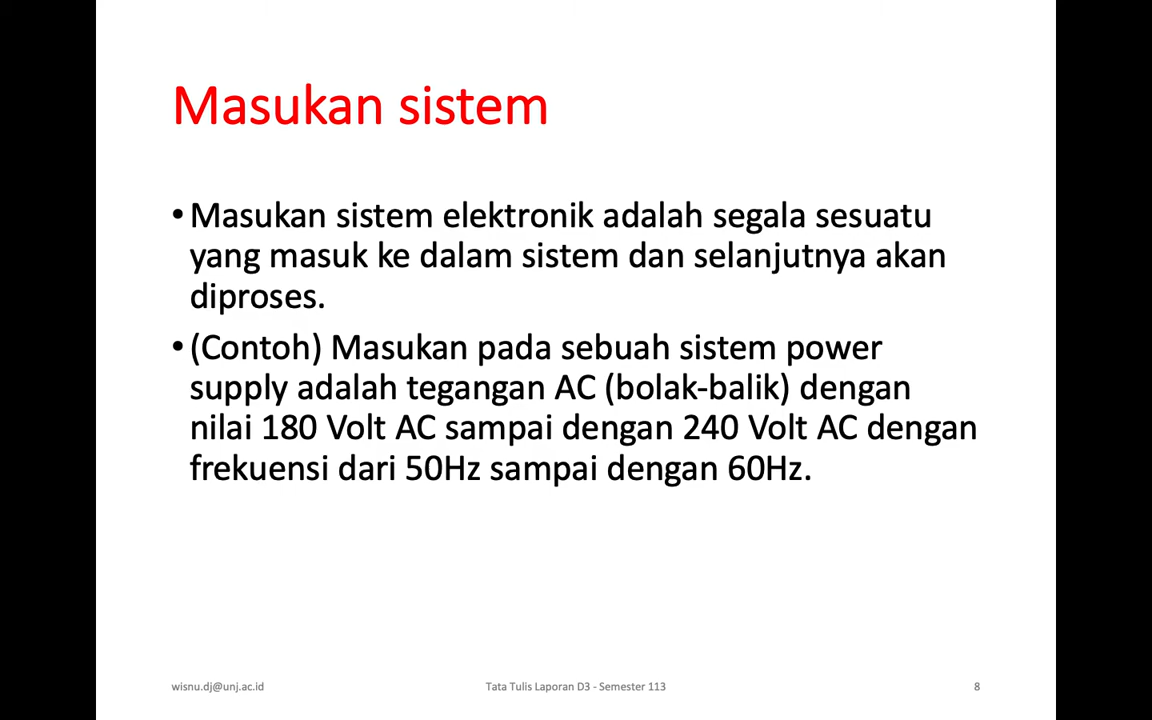 Masukan sistem
• Masukan sistem elektronik adalah segala sesuatu
yang masuk ke dalam sistem dan selanjutnya akan
diproses.
• (Contoh) Masukan pada sebuah sistem power
supply adalah tegangan AC (bolak-balik) dengan
nilai 180 Volt AC sampai dengan 240 Volt AC dengan
frekuensi dari 50Hz sampai dengan 60Hz.
wisnu.dj@unj.ac.id
Tata Tulis Laporan D3 - Semester 113
8